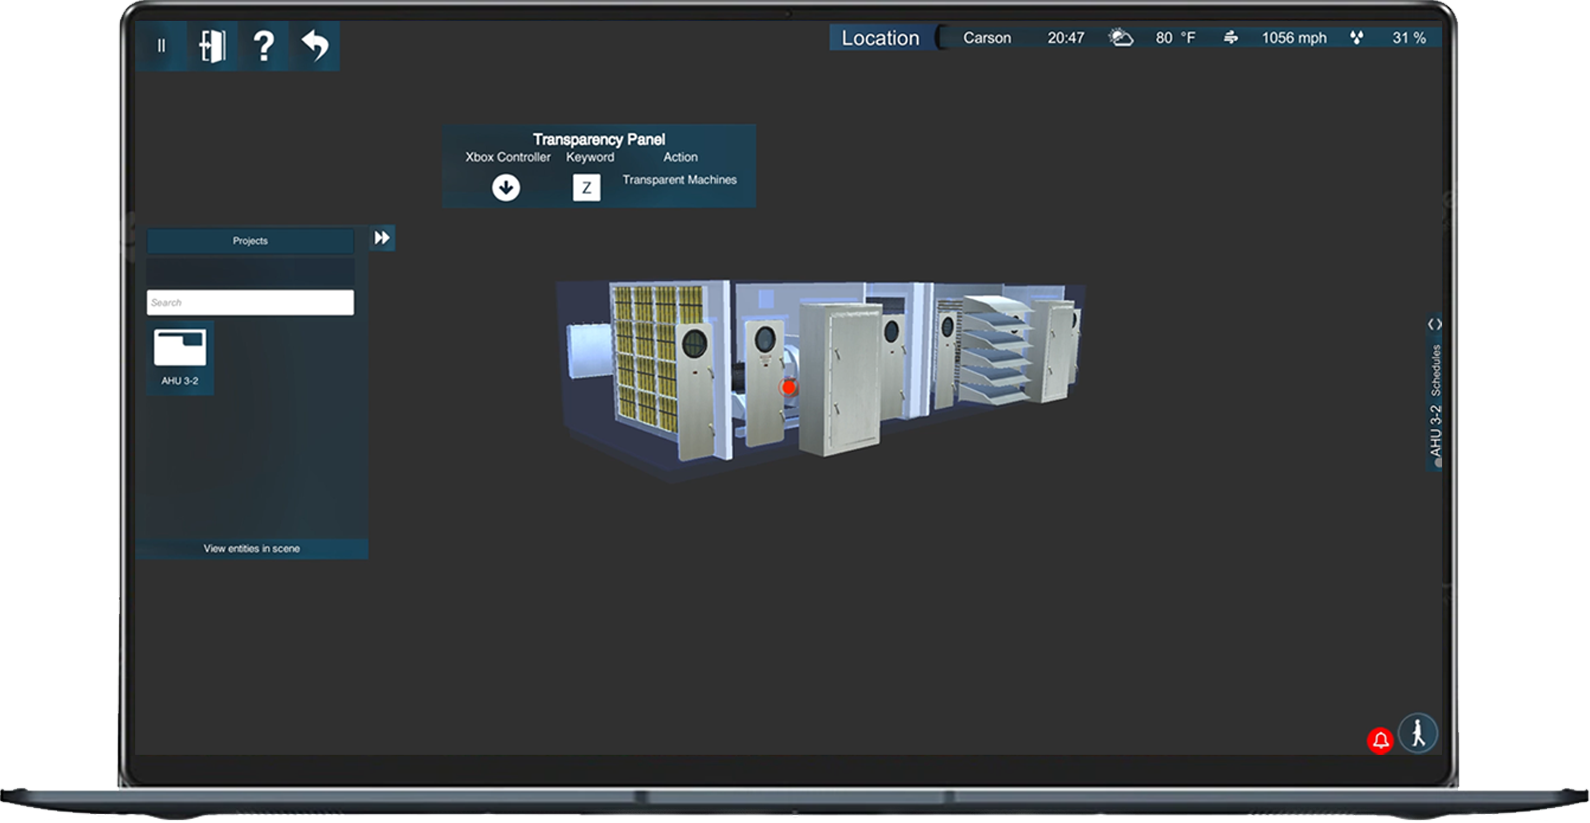 Location Carson 20:47 80 °F 1056 mph 31 %
Transparency Panel
Xbox Controller Keyword Action
Z Transparent Machines
Projects
Search
AHU 3-2
View entities in scene
AHU 3-2 Schedules